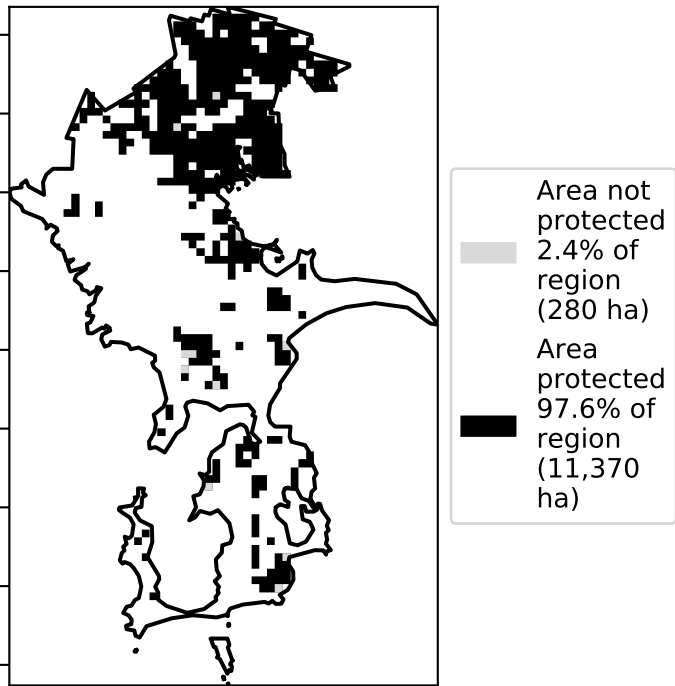 Area not
protected
2.4% of
region
(280 ha)
Area
protected
97.6% of
region
(11,370
ha)